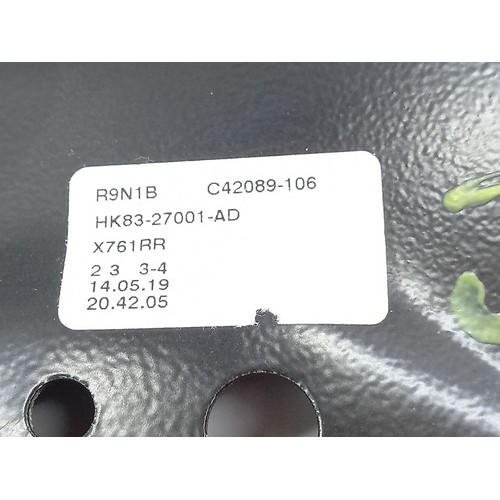 R9N1B C42089-106
HK83-27001-AD
X761RR
2 3 3-4
14.05.19
20.42.05